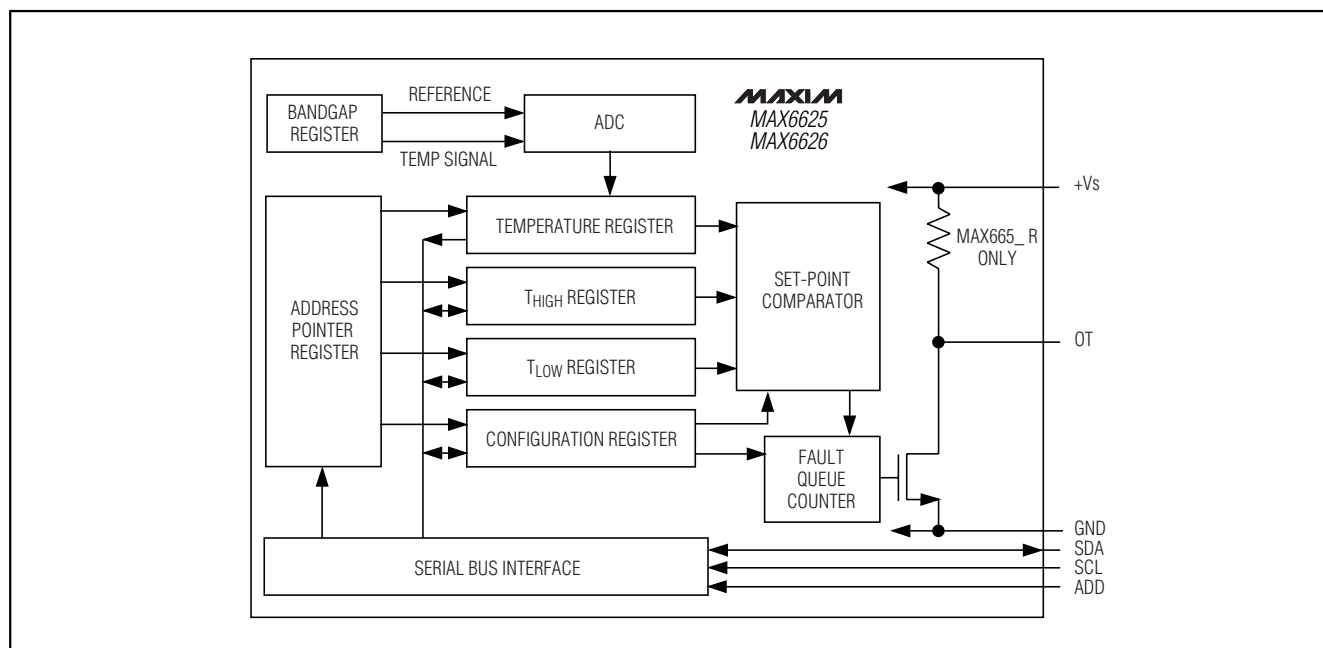 BANDGAP
REGISTER
REFERENCE
TEMP SIGNAL
ADC
MAXIM
MAX6625
MAX6626
+Vs
ADDRESS
POINTER
REGISTER
TEMPERATURE REGISTER
THIGH REGISTER
TLOW REGISTER
CONFIGURATION REGISTER
SET-POINT
COMPARATOR
MAX665_ R
ONLY
OT
FAULT
QUEUE
COUNTER
SERIAL BUS INTERFACE
GND
SDA
SCL
ADD